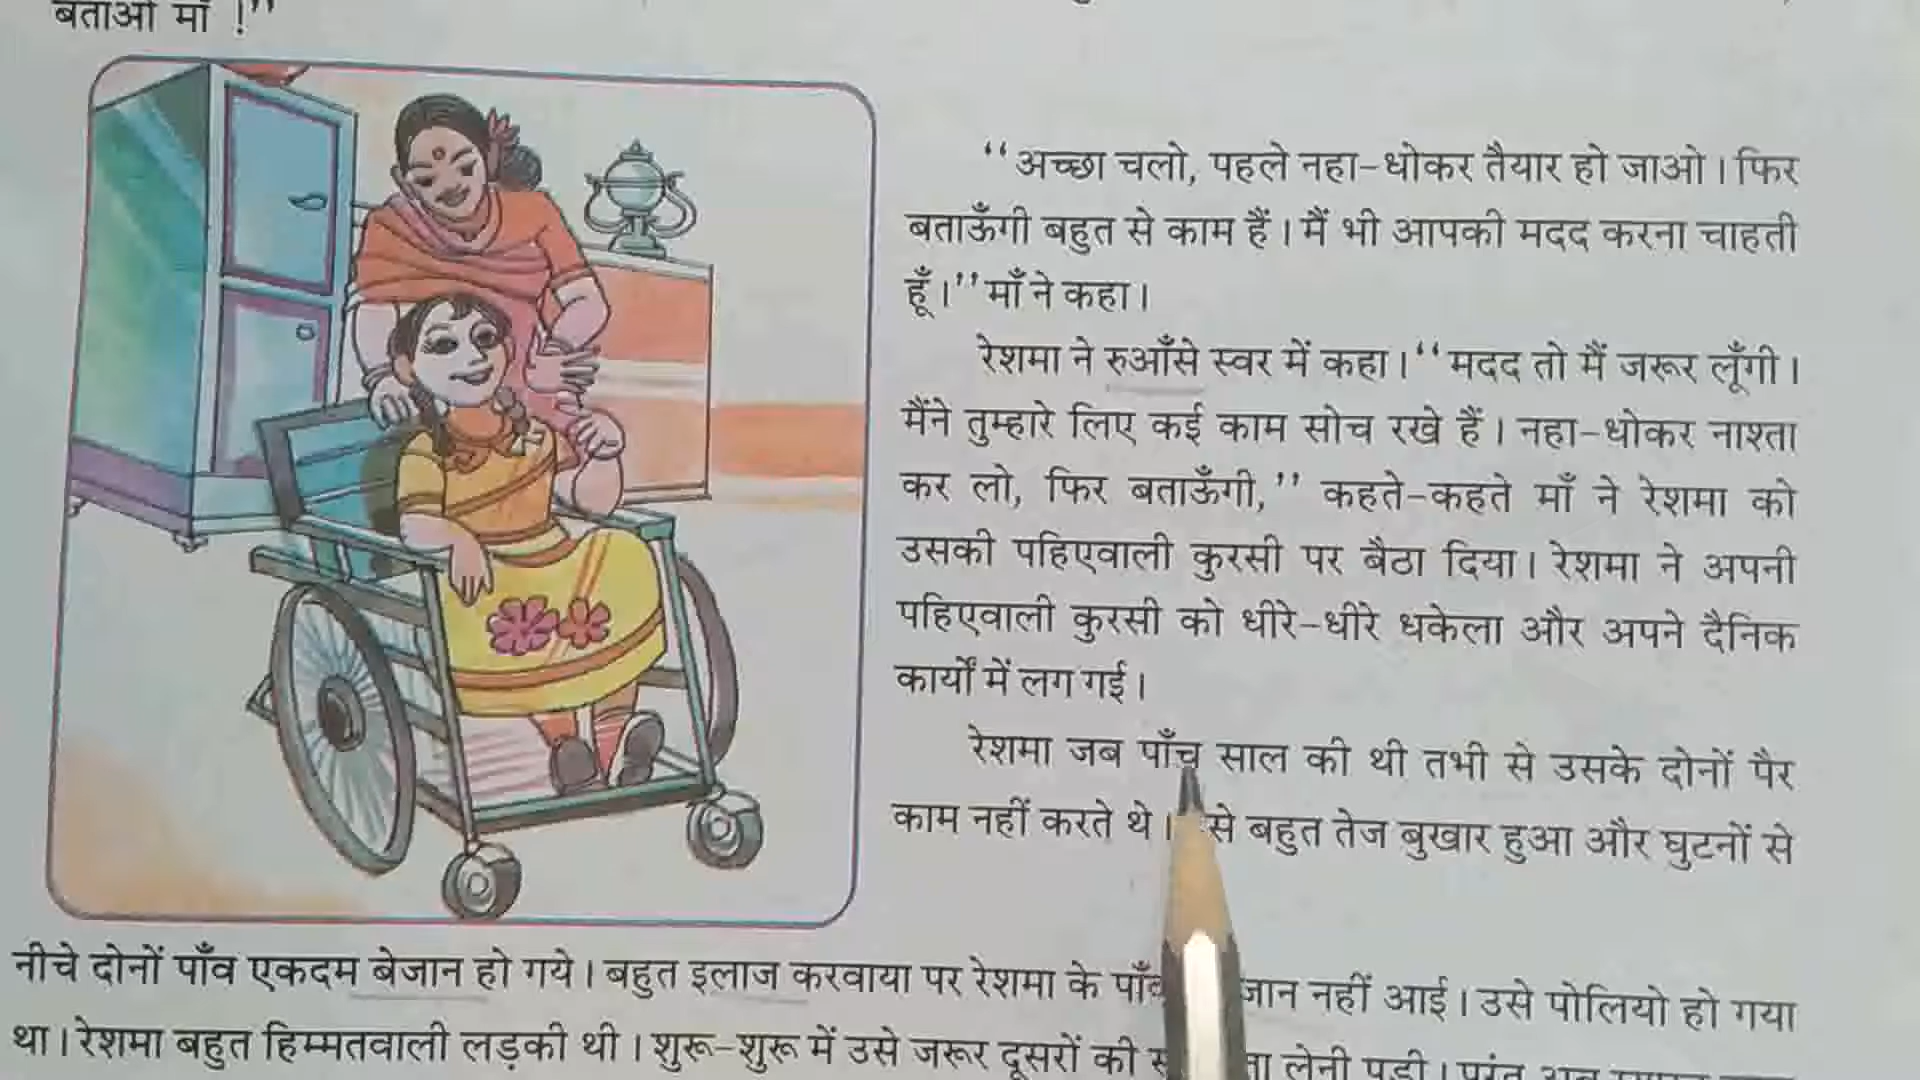 बताओ माँ !’’
‘‘अच्छा चलो, पहले नहा-धोकर तैयार हो जाओ। फिर
बताऊँगी बहुत से काम हैं। मैं भी आपकी मदद करना चाहती
हूँ।’’ माँ ने कहा।
रेशमा ने रुआँसे स्वर में कहा। ‘‘मदद तो मैं जरूर लूँगी।
मैंने तुम्हारे लिए कई काम सोच रखे हैं। नहा-धोकर नाश्ता
कर लो, फिर बताऊँगी,’’ कहते-कहते माँ ने रेशमा को
उसकी पहिएवाली कुरसी पर बैठा दिया। रेशमा ने अपनी
पहिएवाली कुरसी को धीरे-धीरे धकेला और अपने दैनिक
कार्यों में लग गई।
रेशमा जब पाँच साल की थी तभी से उसके दोनों पैर
काम नहीं करते थे। से बहुत तेज बुखार हुआ और घुटनों से
नीचे दोनों पाँव एकदम बेजान हो गये। बहुत इलाज करवाया पर रेशमा के पाँव जान नहीं आई। उसे पोलियो हो गया
था। रेशमा बहुत हिम्मतवाली लड़की थी। शुरू-शुरू में उसे जरूर दूसरों की लेनी पड़ी। परंतु अब